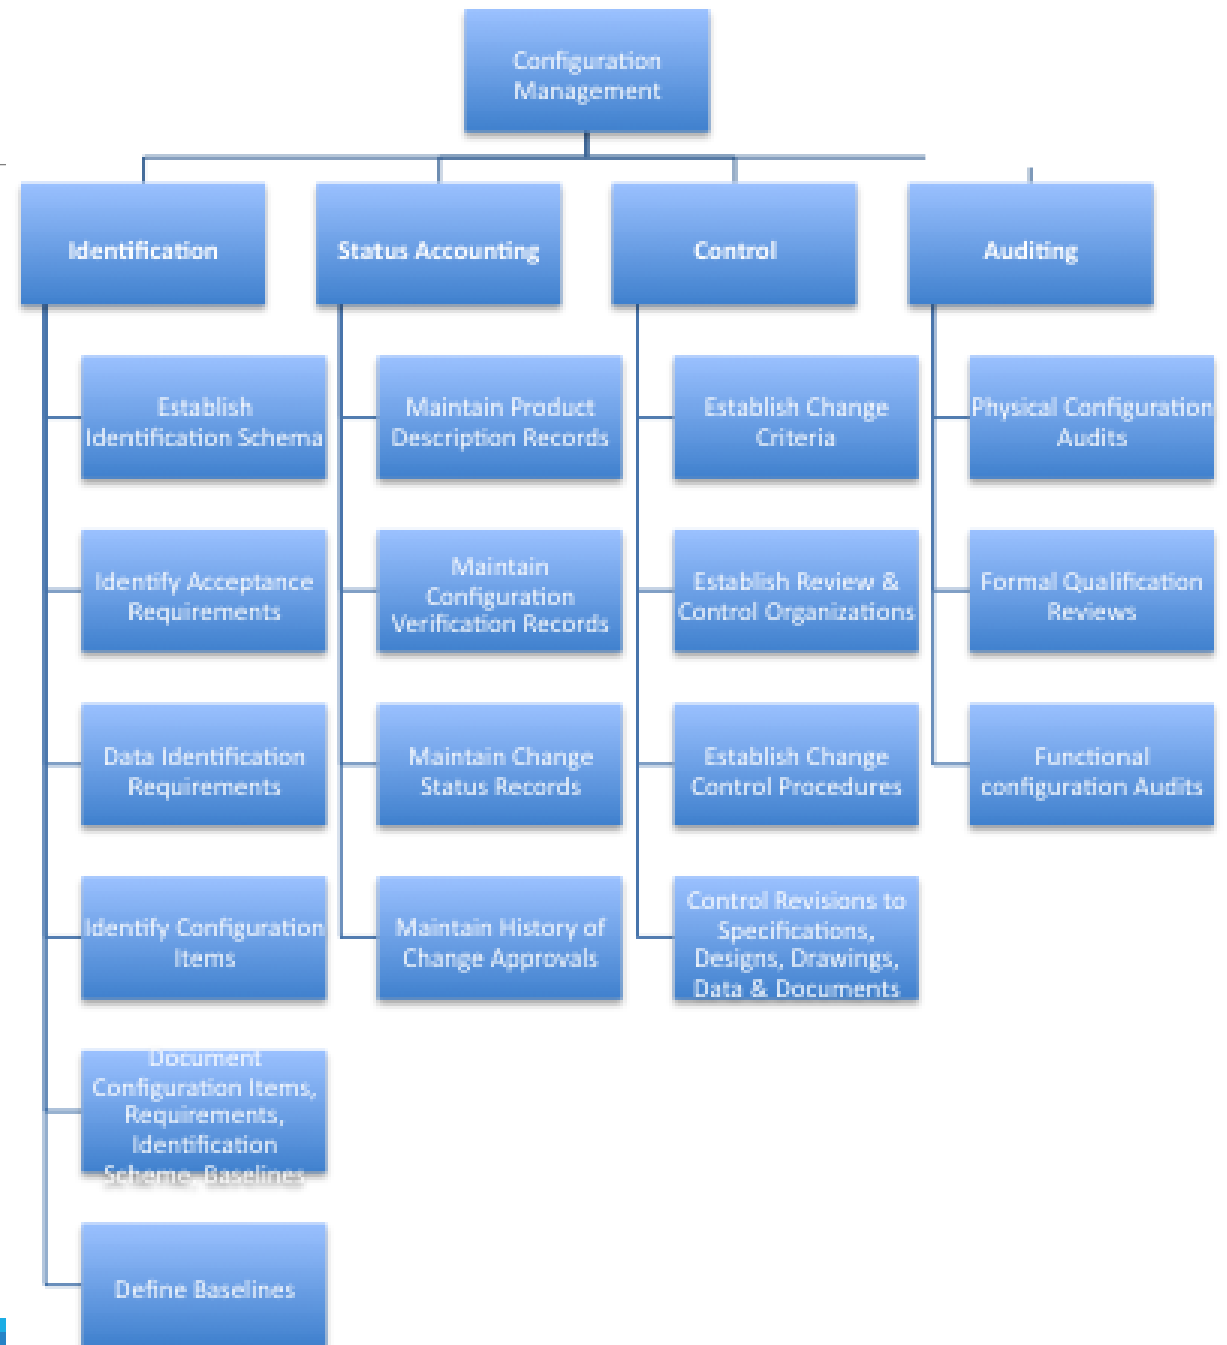 Configuration
Management
Identification
Status Accounting
Control
Auditing
Establish
Identification Schema
Maintain Product
Description Records
Establish Change
Criteria
Physical Configuration
Audits
Identify Acceptance
Requirements
Maintain
Configuration
Verification Records
Establish Review &
Control Organizations
Formal Qualification
Reviews
Data Identification
Requirements
Maintain Change
Status Records
Establish Change
Control Procedures
Functional
configuration Audits
Identify Configuration
Items
Maintain History of
Change Approvals
Control Revisions to
Specifications,
Designs, Drawings,
Data & Documents
Document
Configuration Items,
Requirements,
Identification
Scheme, Baselines
Define Baselines